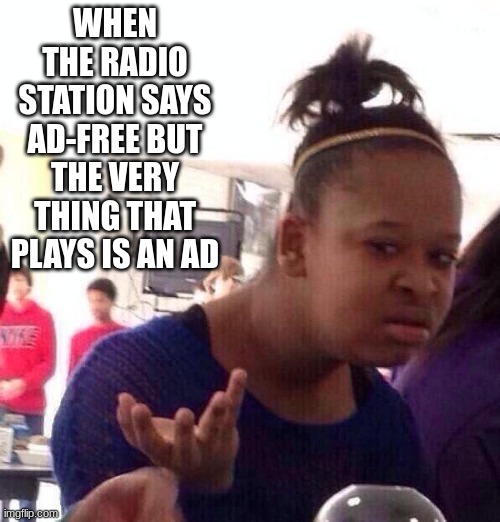 WHEN
THE RADIO
STATION SAYS
AD-FREE BUT
THE VERY
THING THAT
PLAYS IS AN AD
NIKE
imgflip.com